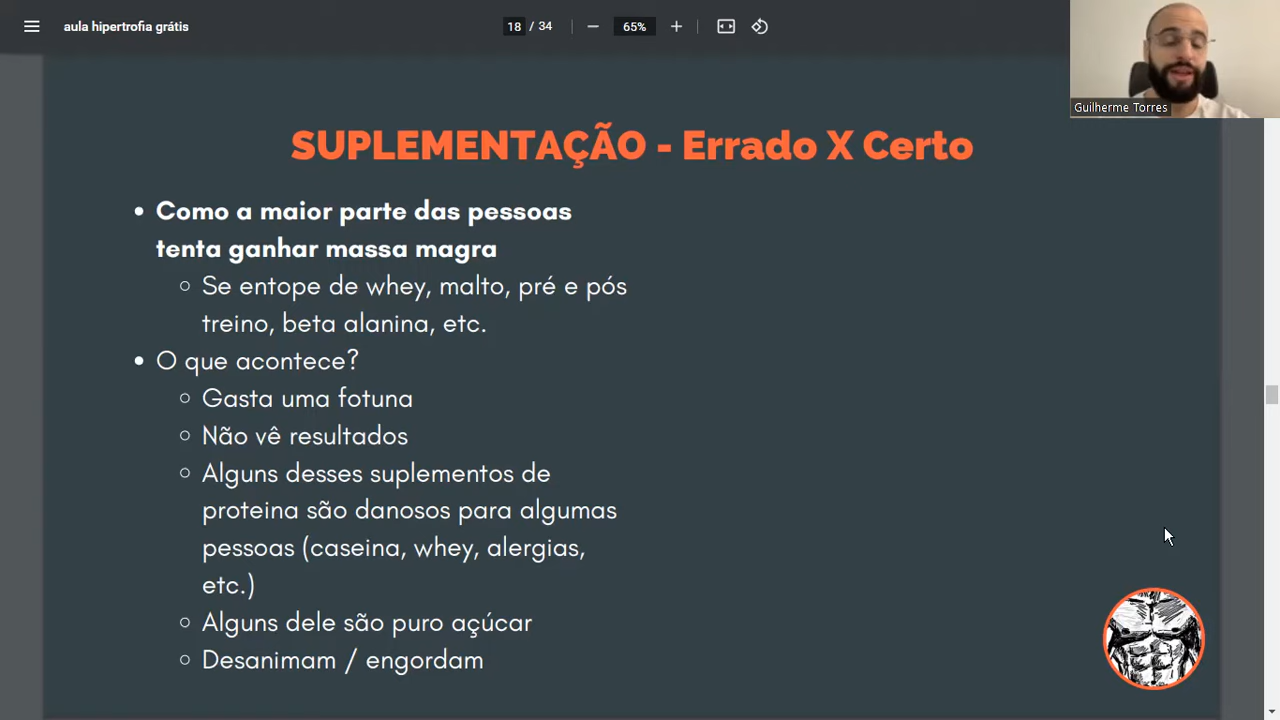 aula hipertrofia grátis
18 / 34
65%
Guilherme Torres
SUPLEMENTAÇÃO - Errado X Certo
• Como a maior parte das pessoas
tenta ganhar massa magra
○ Se entope de whey, malto, pré e pós
treino, beta alanina, etc.
• O que acontece?
○ Gasta uma fotuna
○ Não vê resultados
○ Alguns desses suplementos de
proteina são danosos para algumas
pessoas (caseina, whey, alergias,
etc.)
○ Alguns dele são puro açúcar
○ Desanimam / engordam